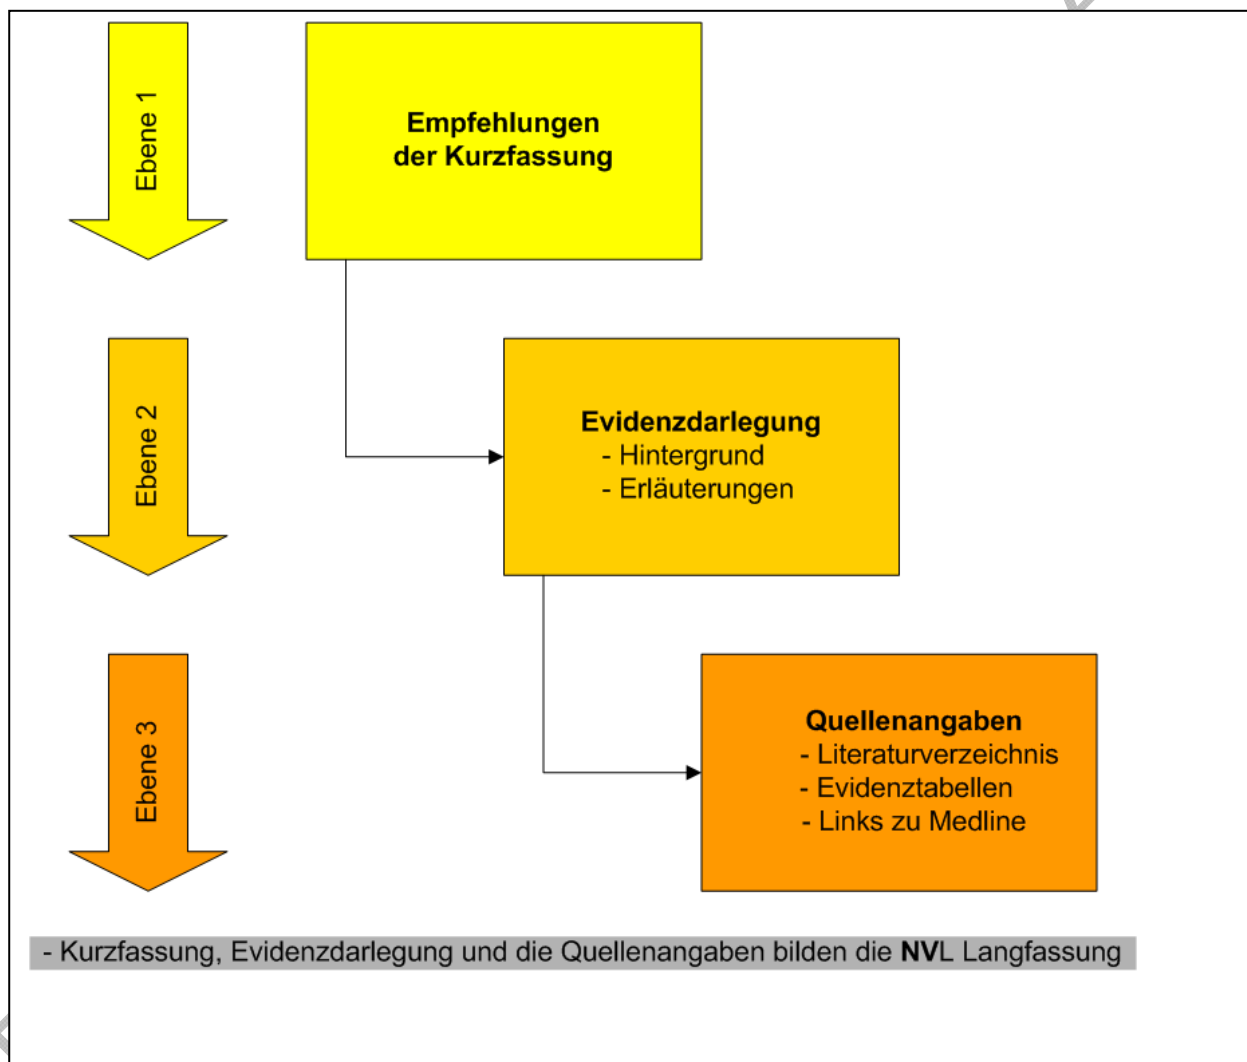 Ebene 1
Empfehlungen
der Kurzfassung
Ebene 2
Evidenzdarlegung
- Hintergrund
- Erläuterungen
Ebene 3
Quellenangaben
- Literaturverzeichnis
- Evidenztabellen
- Links zu Medline
- Kurzfassung, Evidenzdarlegung und die Quellenangaben bilden die NVL Langfassung